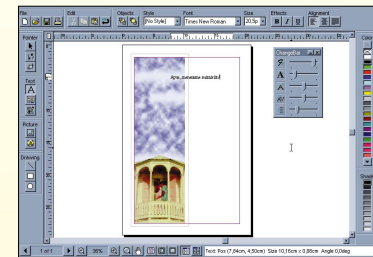 File
Edit
Objects
Style
Font
Size
Effects
Alignment
[No Style]
Times New Roman
20,5p
B I U
Pointer
Text
A
Picture
Drawing
ChangeBar
Color
Shade
1 of 1
36%
Text: Pos (7,84cm, 4,50cm) Size 10,16cm x 0,88cm Angle 0,0deg